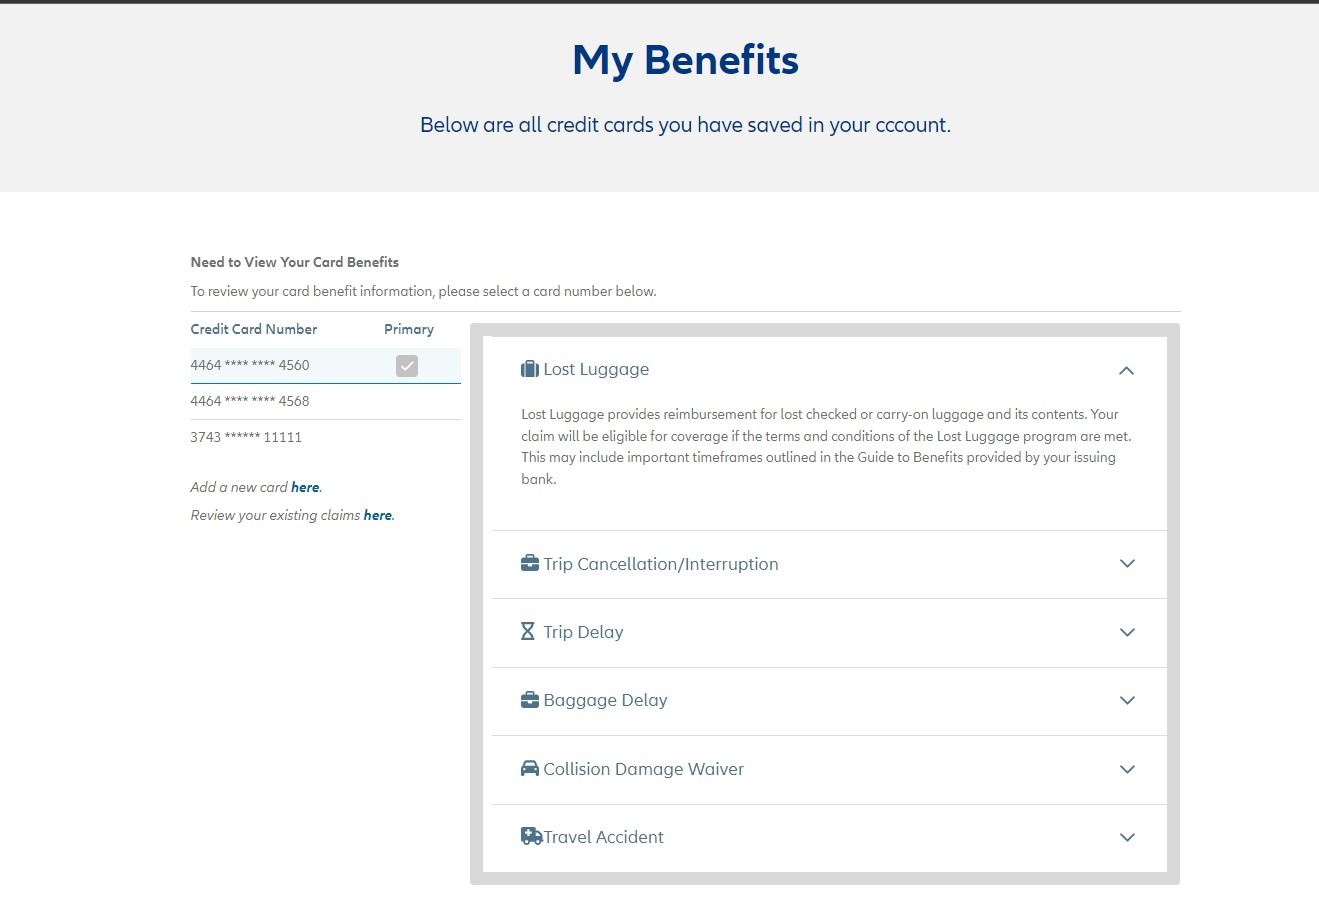 My Benefits
Below are all credit cards you have saved in your cccount.
Need to View Your Card Benefits
To review your card benefit information, please select a card number below.
Credit Card Number Primary
4464 **** **** 4560
4464 **** **** 4568
3743 ****** 11111
Add a new card here.
Review your existing claims here.
Lost Luggage
Lost Luggage provides reimbursement for lost checked or carry-on luggage and its contents. Your
claim will be eligible for coverage if the terms and conditions of the Lost Luggage program are met.
This may include important timeframes outlined in the Guide to Benefits provided by your issuing
bank.
Trip Cancellation/Interruption
Trip Delay
Baggage Delay
Collision Damage Waiver
Travel Accident